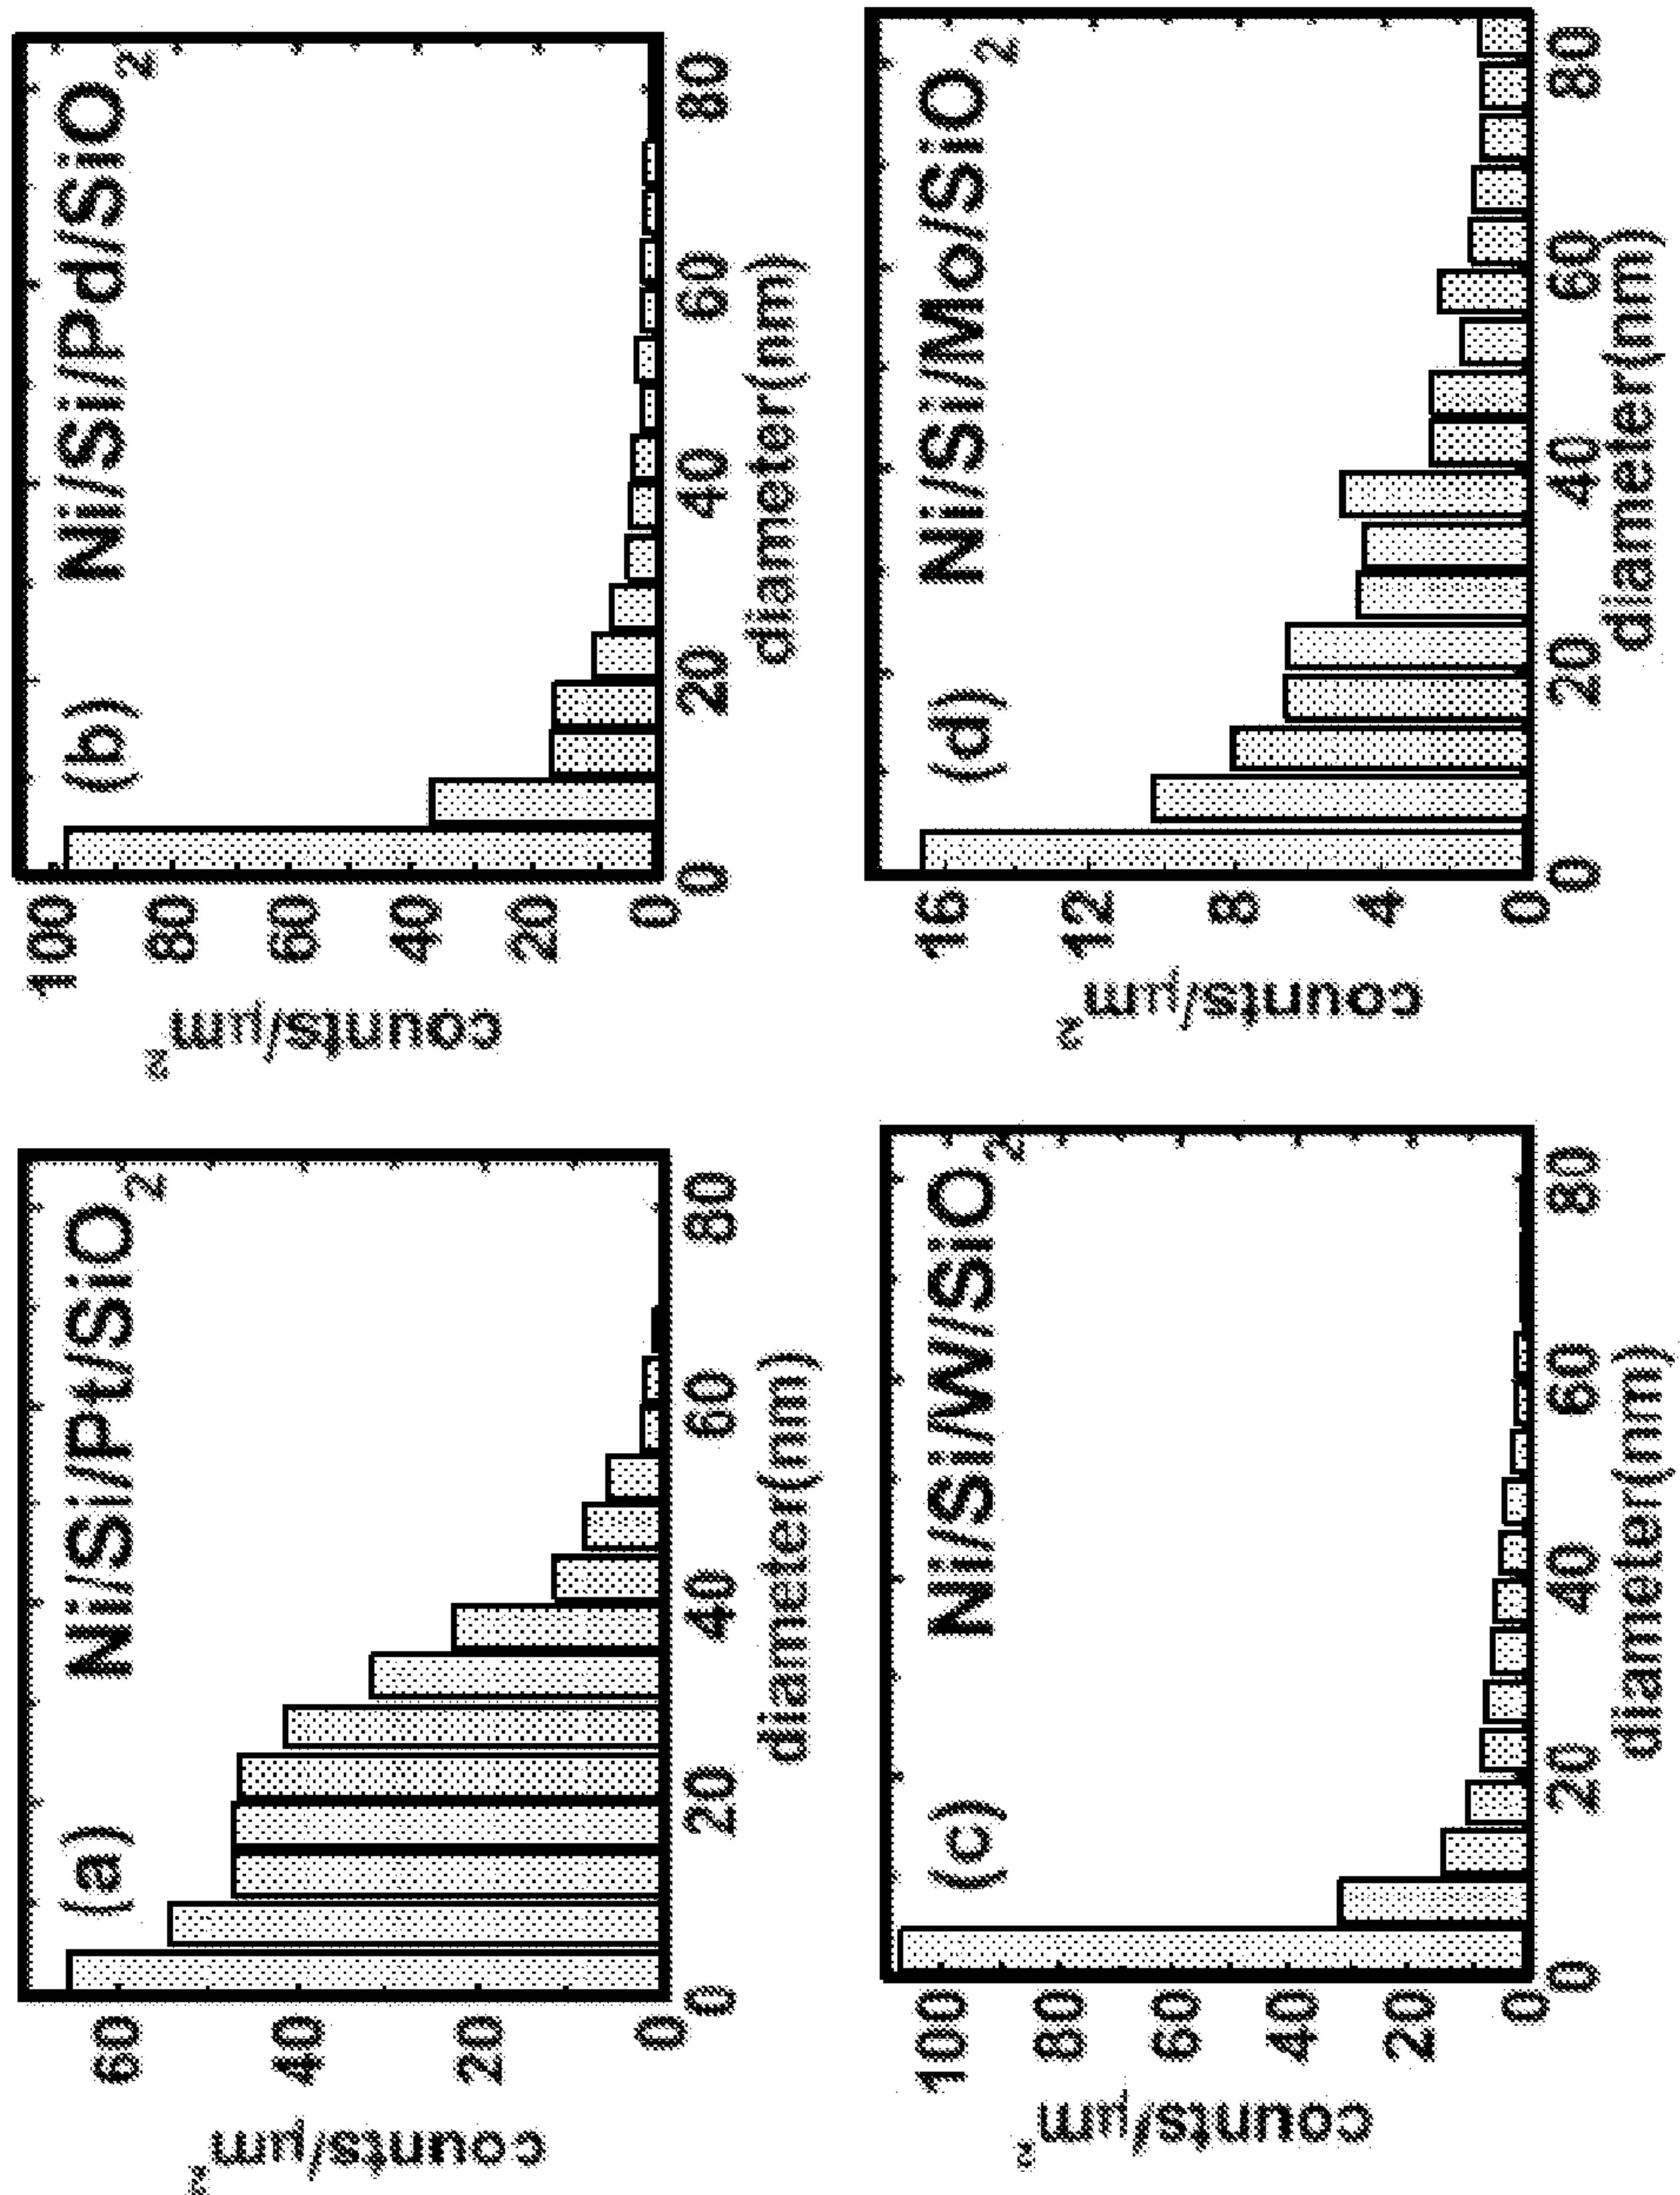 (a) Ni/Si/Pt/SiO2
counts/μm2
60
40
20
0
0 20 40 60 80
diameter(nm)
(b) Ni/Si/Pd/SiO2
counts/μm2
100
80
60
40
20
0
0 20 40 60 80
diameter(nm)
(c) Ni/Si/W/SiO2
counts/μm2
100
80
60
40
20
0
0 20 40 60 80
diameter(nm)
(d) Ni/Si/Mo/SiO2
counts/μm2
16
12
8
4
0
0 20 40 60 80
diameter(nm)